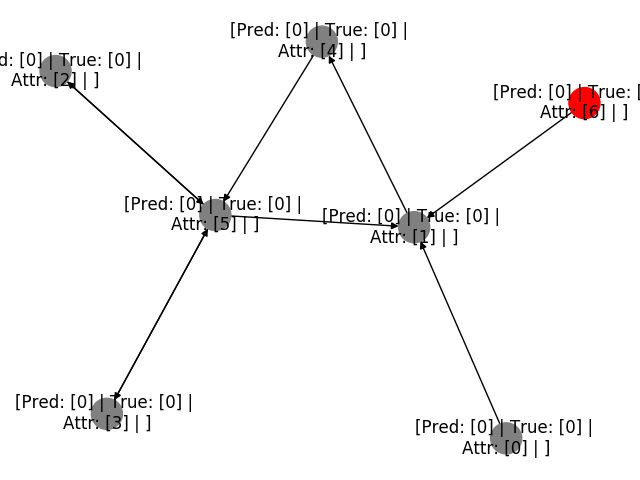 [Pred: [0] | True: [0] |
Attr: [4] | ]
d: [0] | True: [0] |
Attr: [2] | ]
[Pred: [0] | True: [
Attr: [6] | ]
[Pred: [0] | True: [0] |
Attr: [5] | ]
[Pred: [0] | True: [0] |
Attr: [1] | ]
[Pred: [0] | True: [0] |
Attr: [3] | ]
[Pred: [0] | True: [0] |
Attr: [0] | ]